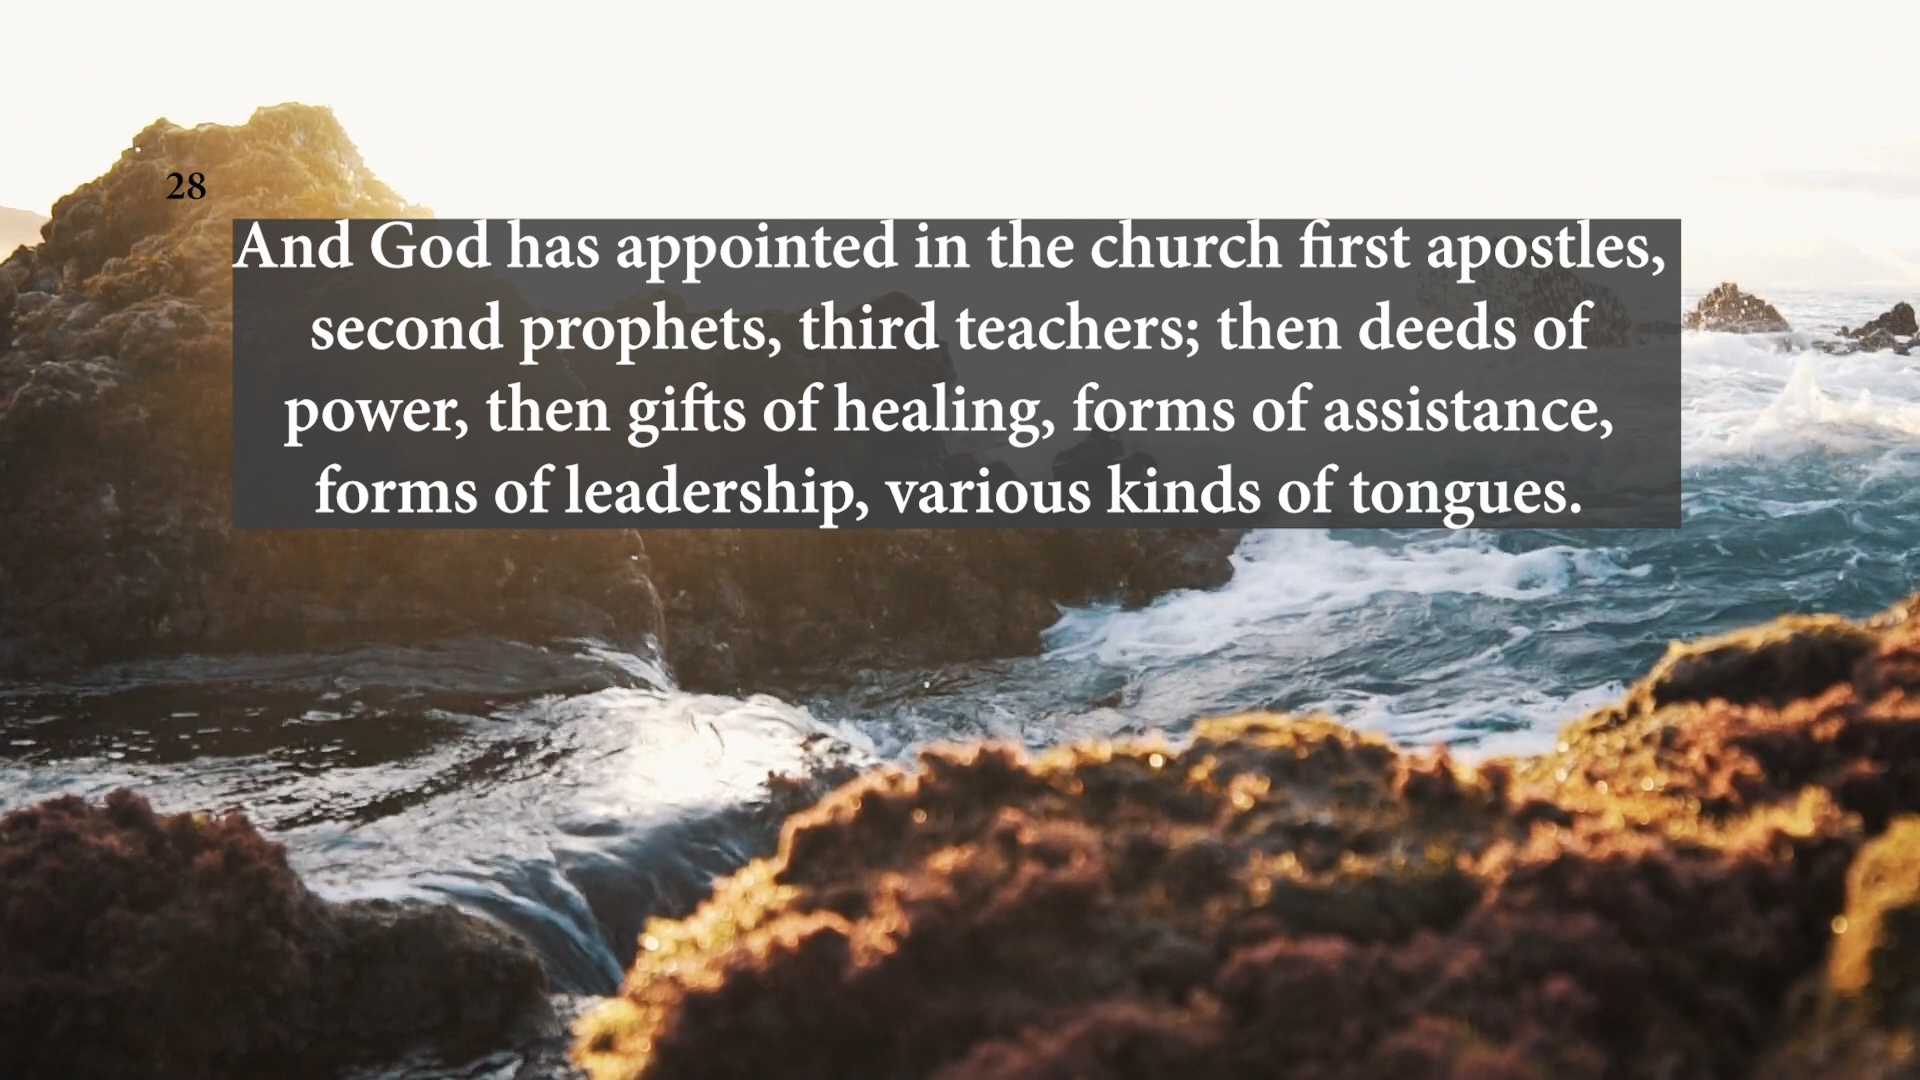 28
And God has appointed in the church first apostles,
second prophets, third teachers; then deeds of
power, then gifts of healing, forms of assistance,
forms of leadership, various kinds of tongues.